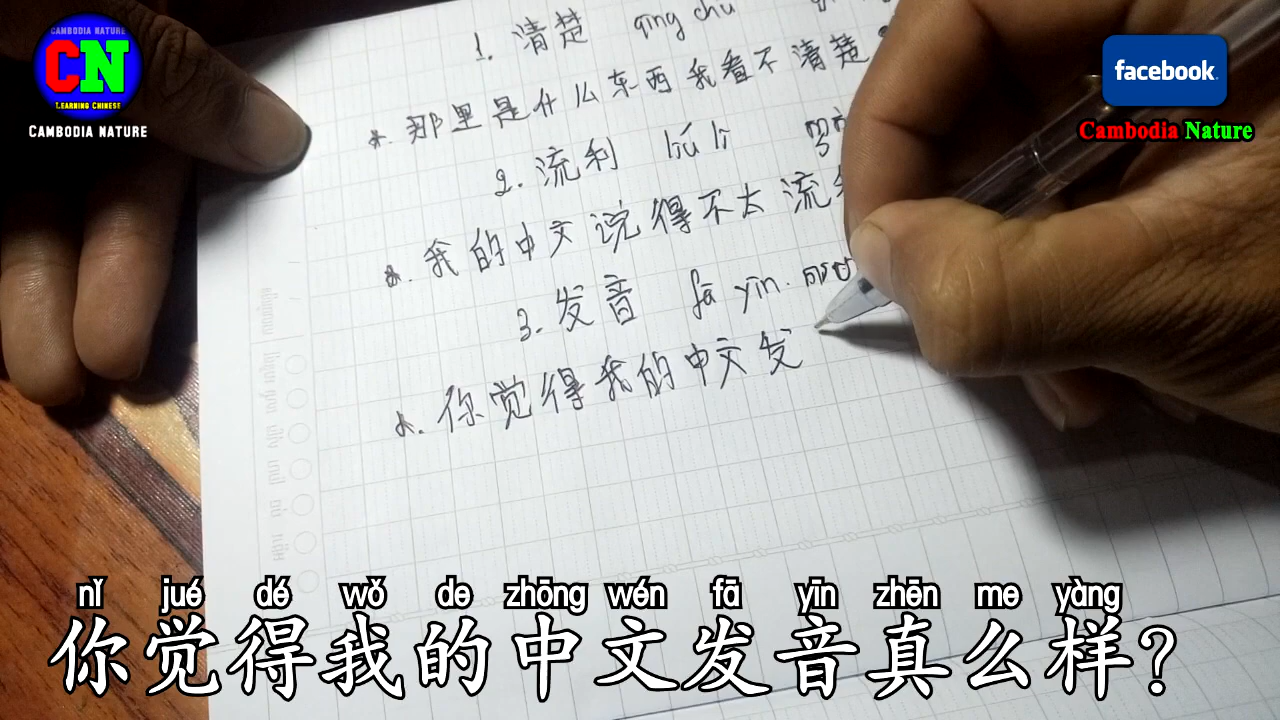 CAMBODIA NATURE
CN
LEARNING CHINESE
CAMBODIA NATURE
facebook
Cambodia Nature
1. 清楚 qīng chu
*. 那里是什么东西我看不清楚
2. 流利 liú lì
*. 我的中文说得不太流
3. 发音 fā yīn.
*. 你觉得我的中文发
nǐ jué dé wǒ de zhōng wén fā yīn zhēn me yàng
你觉得我的中文发音真么样?